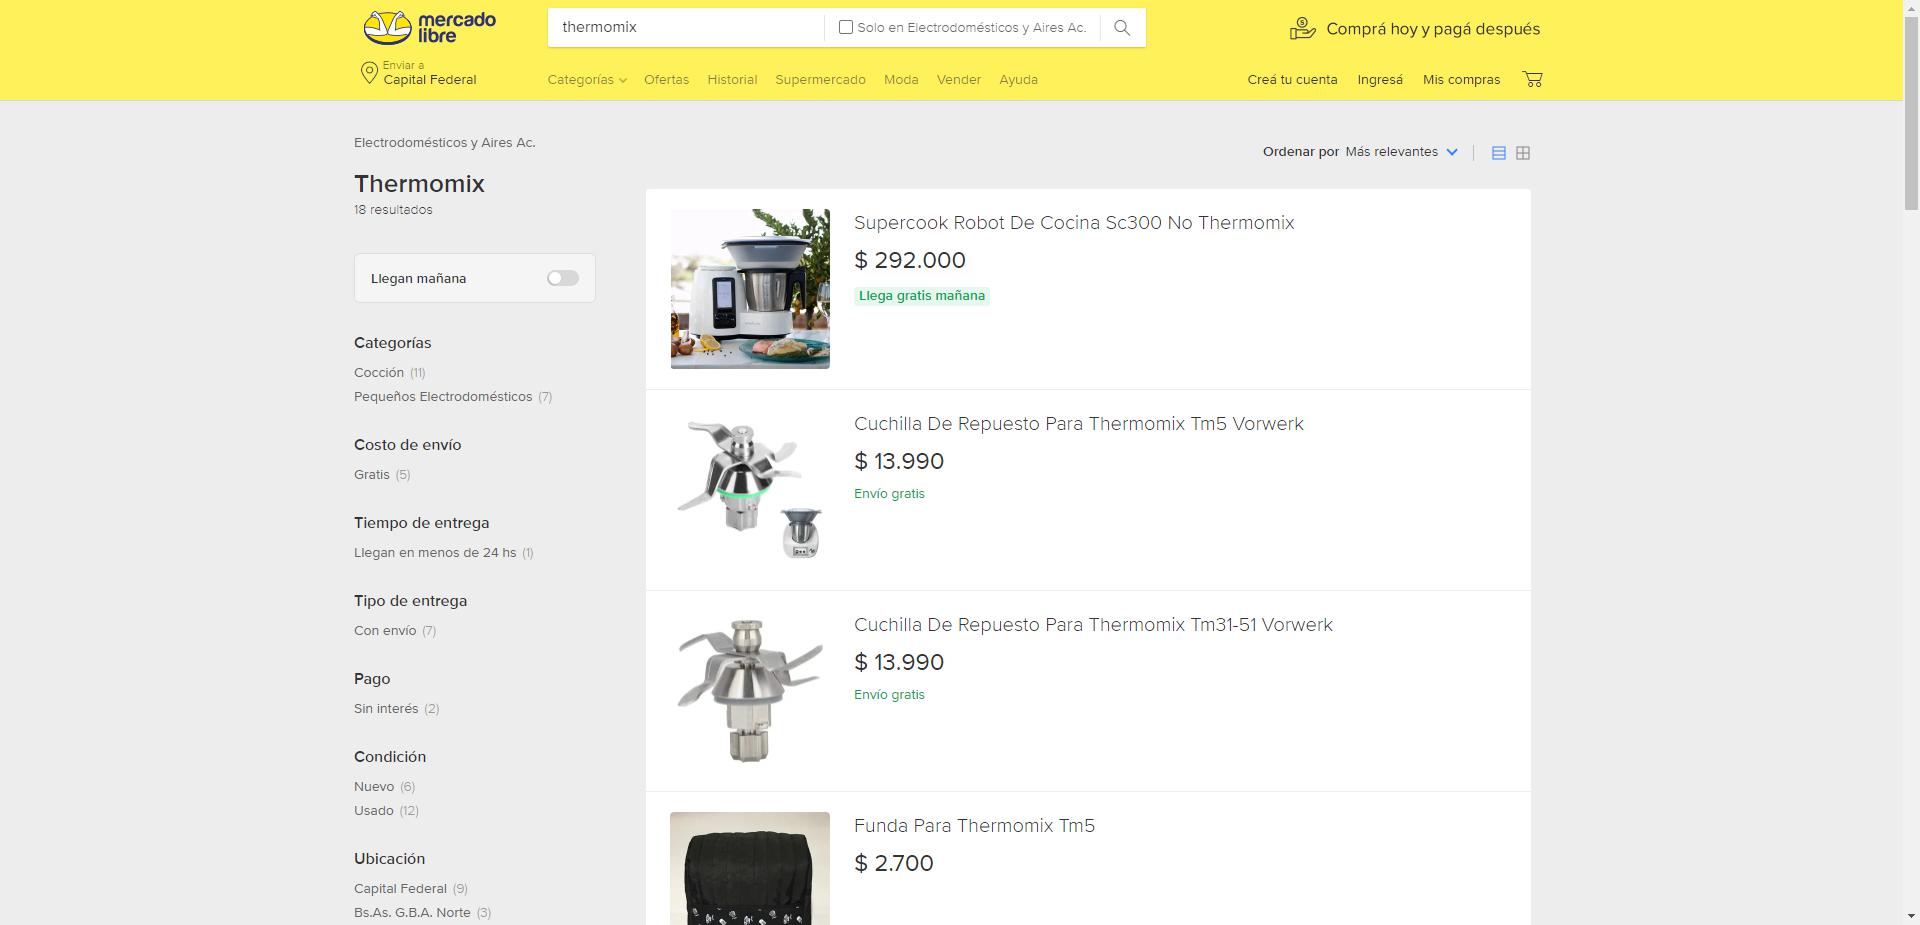 mercado
libre
thermomix
Solo en Electrodomésticos y Aires Ac.
Comprá hoy y pagá después
Enviar a
Capital Federal
Categorías
Ofertas
Historial
Supermercado
Moda
Vender
Ayuda
Creá tu cuenta
Ingresá
Mis compras
Electrodomésticos y Aires Ac.
Thermomix
18 resultados
Ordenar por Más relevantes
Llegan mañana
Categorías
Cocción (11)
Pequeños Electrodomésticos (7)
Costo de envío
Gratis (5)
Tiempo de entrega
Llegan en menos de 24 hs (1)
Tipo de entrega
Con envío (7)
Pago
Sin interés (2)
Condición
Nuevo (6)
Usado (12)
Ubicación
Capital Federal (9)
Bs.As. G.B.A. Norte (3)
Supercook Robot De Cocina Sc300 No Thermomix
$ 292.000
Llega gratis mañana
Cuchilla De Repuesto Para Thermomix Tm5 Vorwerk
$ 13.990
Envío gratis
Cuchilla De Repuesto Para Thermomix Tm31-51 Vorwerk
$ 13.990
Envío gratis
Funda Para Thermomix Tm5
$ 2.700